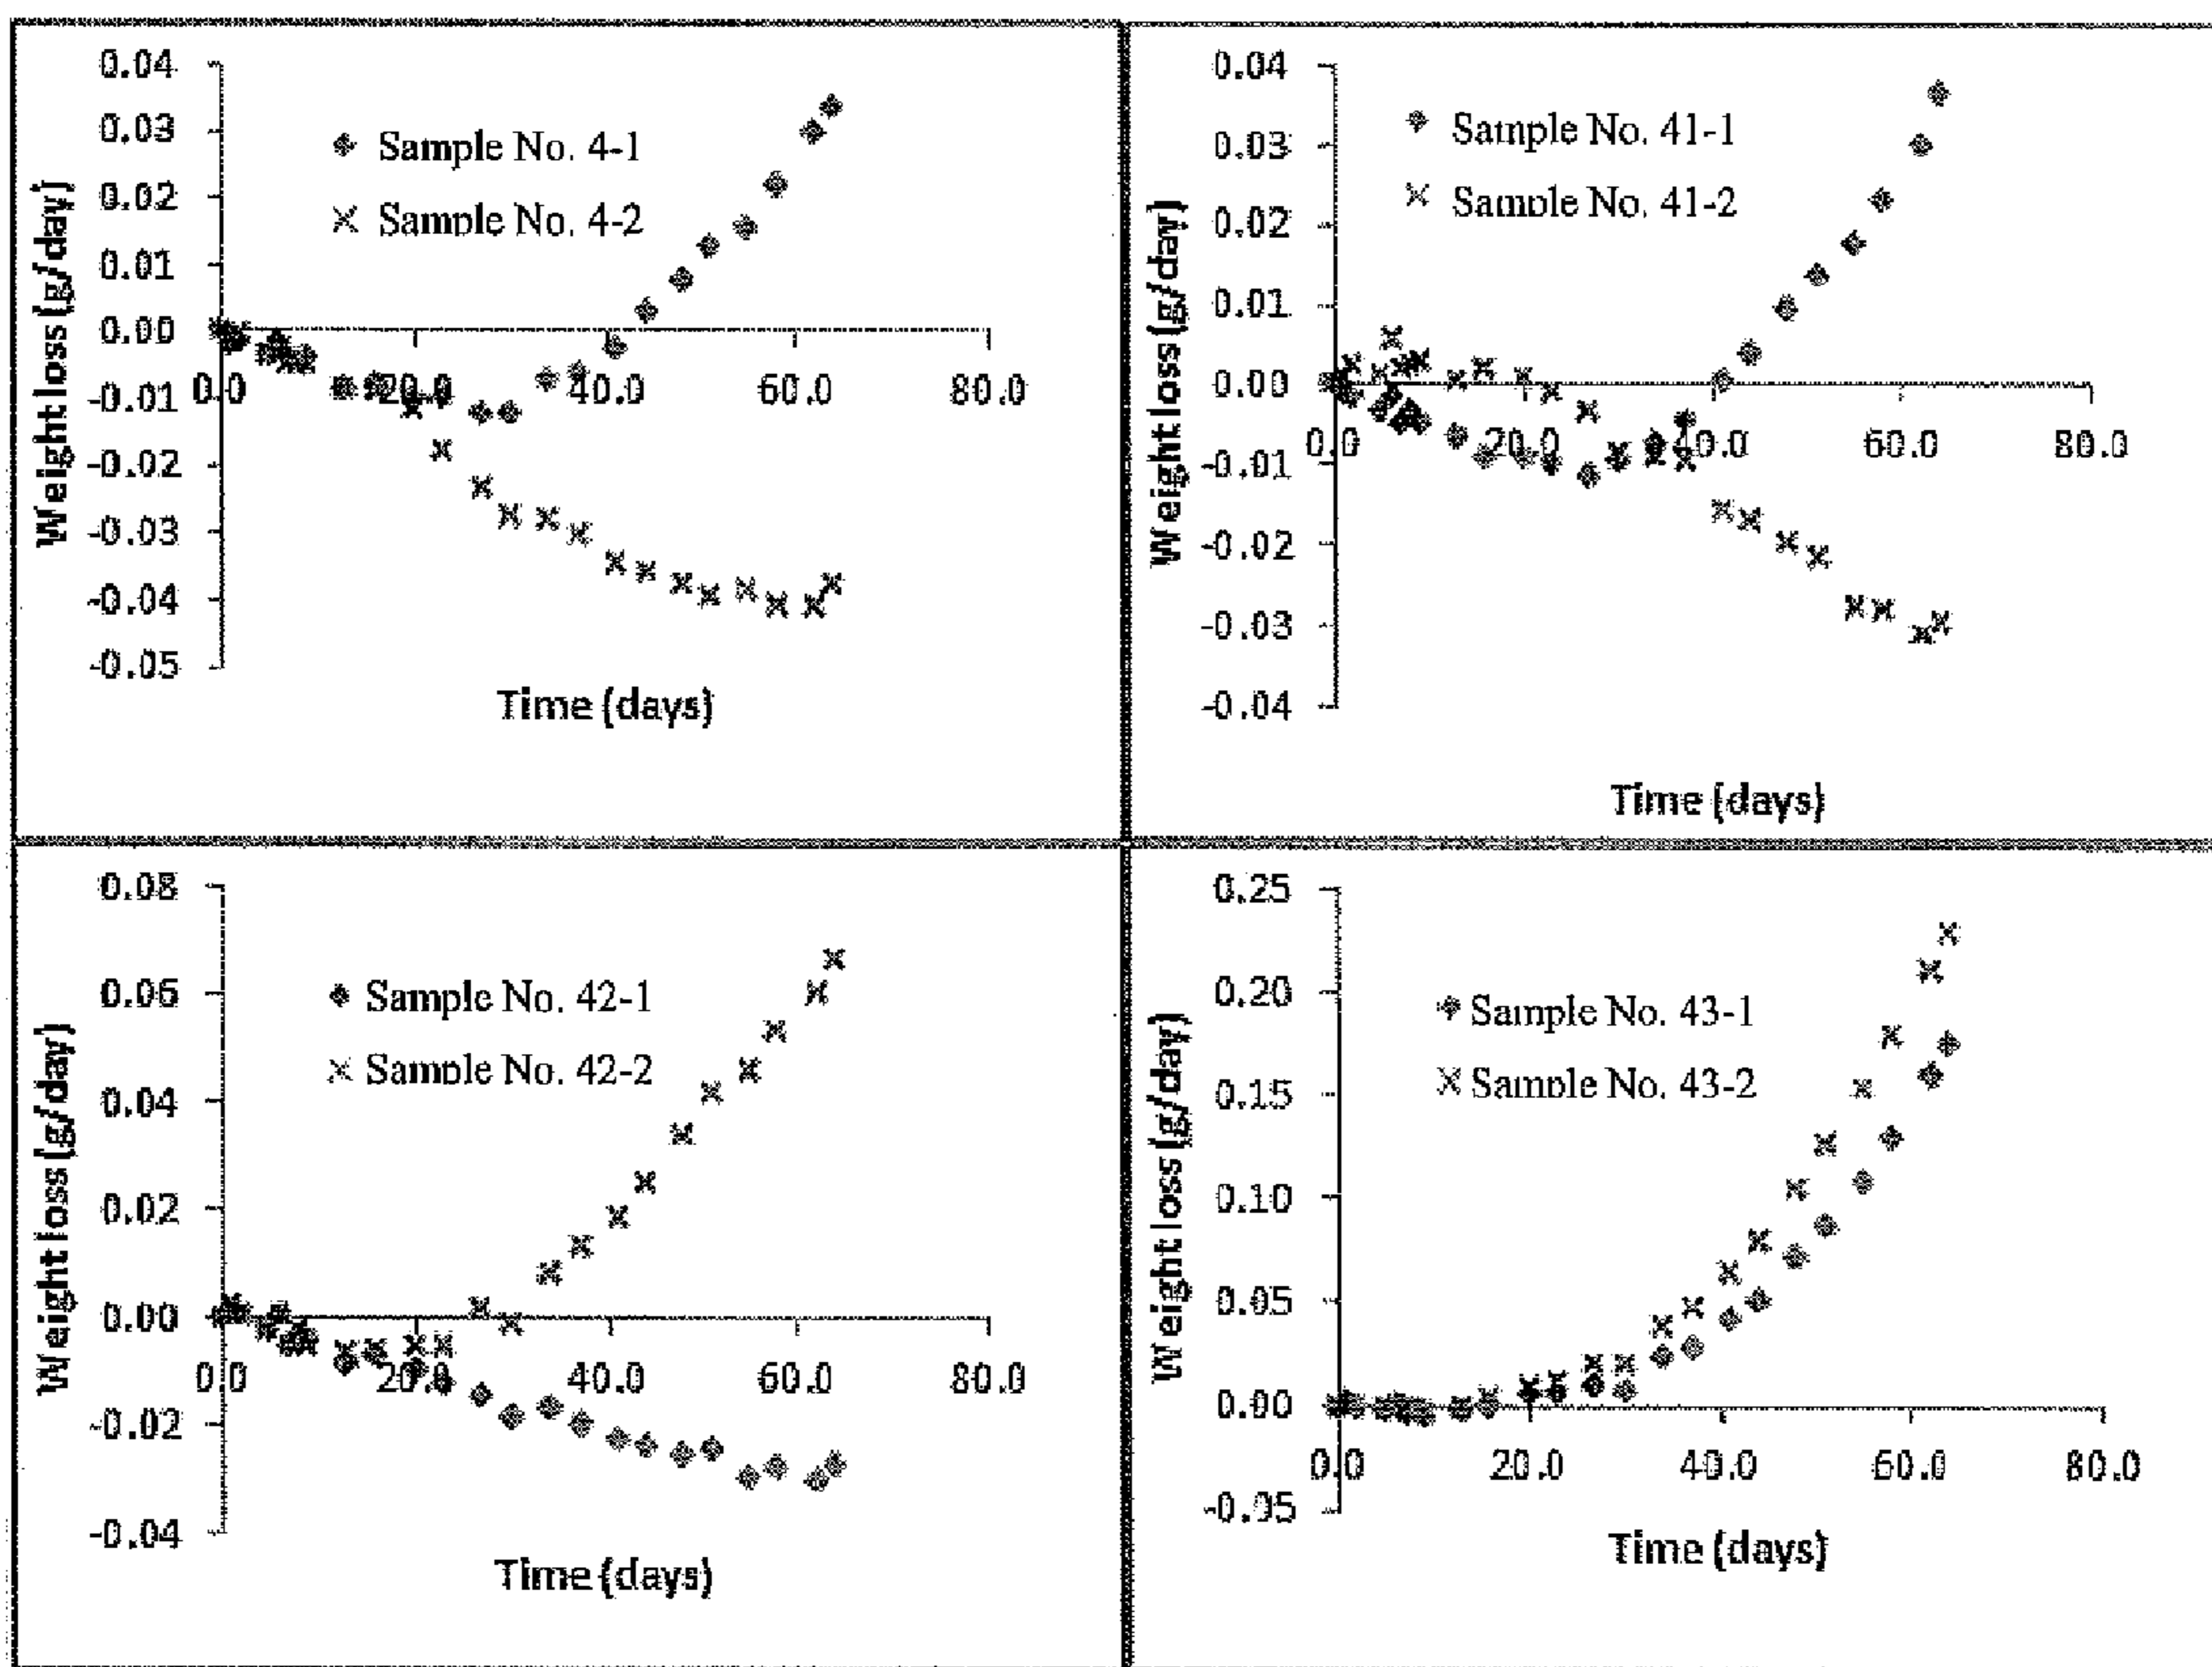 0.04
0.03
0.02
0.01
0.00
-0.01
-0.02
-0.03
-0.04
-0.05
0.0 20.0 40.0 60.0 80.0
Weight loss (g/day)
Time (days)
Sample No. 4-1
Sample No. 4-2
0.04
0.03
0.02
0.01
0.00
-0.01
-0.02
-0.03
-0.04
0.0 20.0 40.0 60.0 80.0
Weight loss (g/day)
Time (days)
Sample No. 41-1
Sample No. 41-2
0.08
0.06
0.04
0.02
0.00
-0.02
-0.04
0.0 20.0 40.0 60.0 80.0
Weight loss (g/day)
Time (days)
Sample No. 42-1
Sample No. 42-2
0.25
0.20
0.15
0.10
0.05
0.00
-0.05
0.0 20.0 40.0 60.0 80.0
Weight loss (g/day)
Time (days)
Sample No. 43-1
Sample No. 43-2